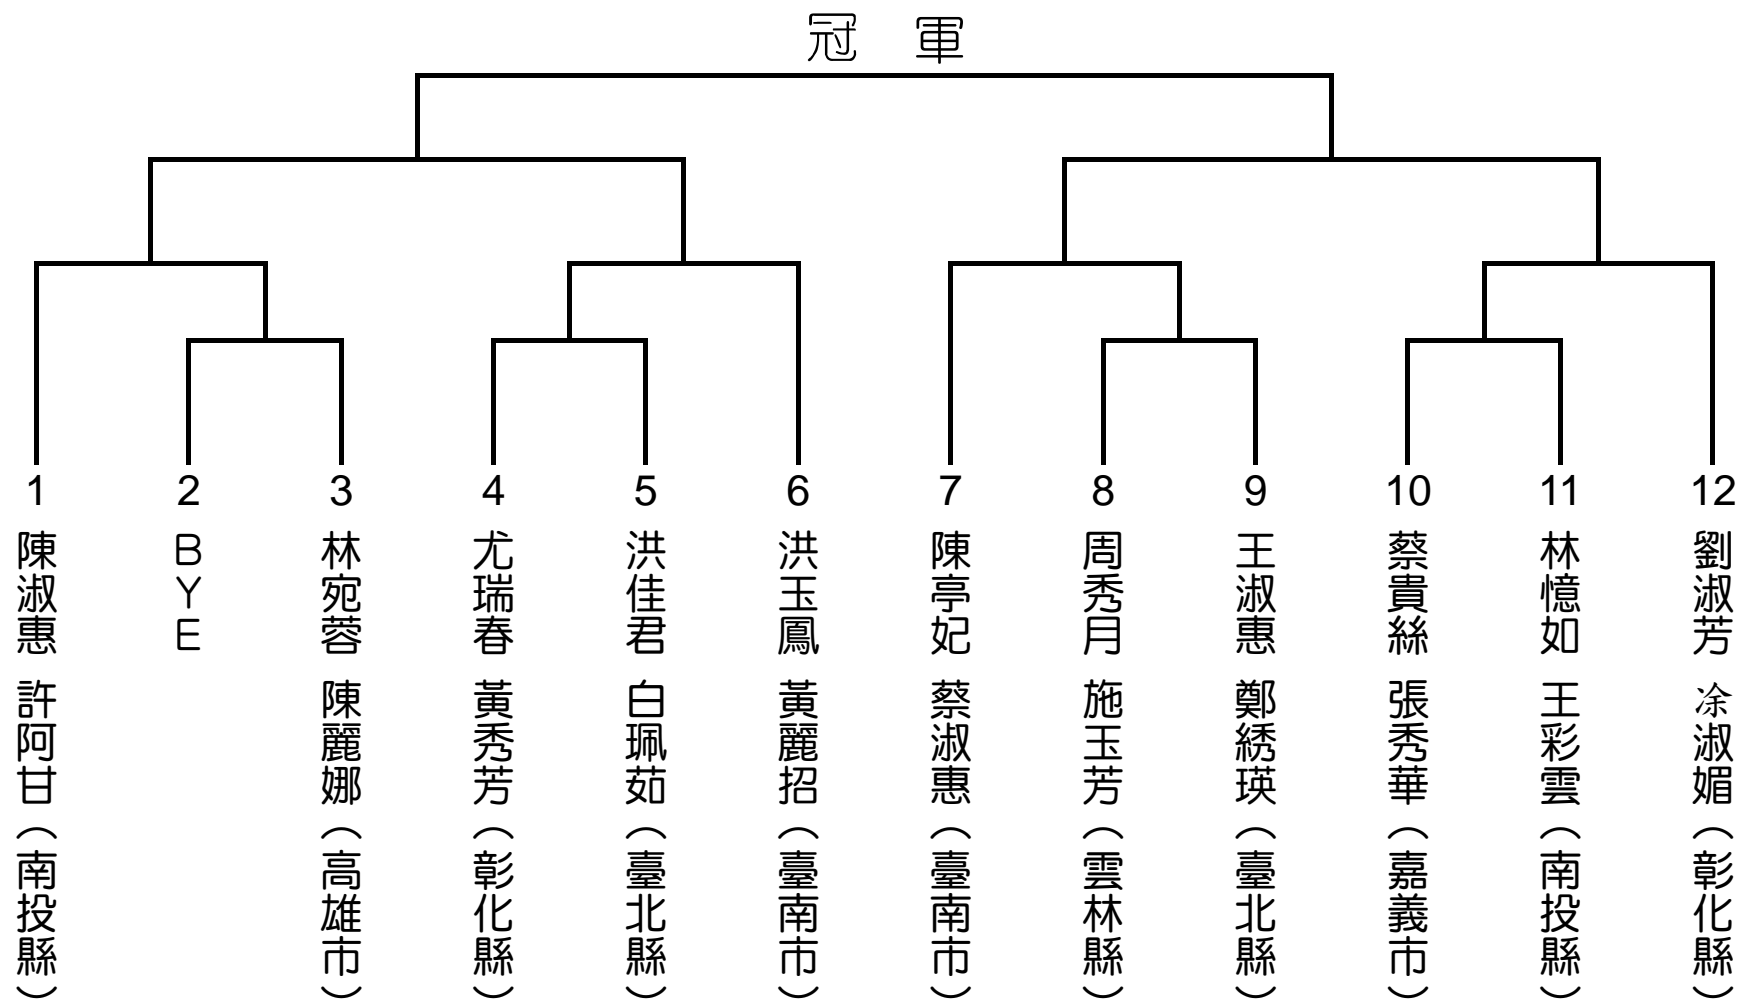 冠 軍
1
陳淑惠 許阿甘(南投縣)
2
BYE
3
林宛蓉 陳麗娜(高雄市)
4
尤瑞春 黃秀芳(彰化縣)
5
洪佳君 白珮茹(臺北縣)
6
洪玉鳳 黃麗招(臺南市)
7
陳亭妃 蔡淑惠(臺南市)
8
周秀月 施玉芳(雲林縣)
9
王淑惠 鄭綉瑛(臺北縣)
10
蔡貴絲 張秀華(嘉義市)
11
林憶如 王彩雲(南投縣)
12
劉淑芳 凃淑媚(彰化縣)